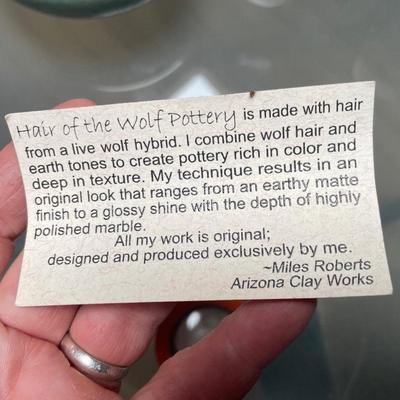 Hair of the Wolf Pottery is made with hair
from a live wolf hybrid. I combine wolf hair and
earth tones to create pottery rich in color and
deep in texture. My technique results in an
original look that ranges from an earthy matte
finish to a glossy shine with the depth of highly
polished marble.
All my work is original;
designed and produced exclusively by me.
~Miles Roberts
Arizona Clay Works